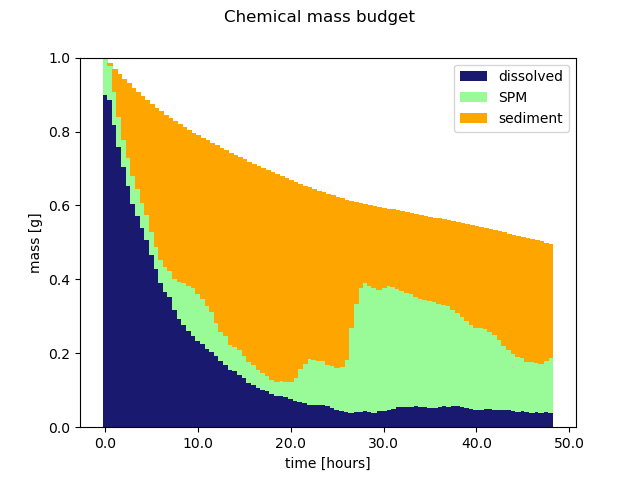 Chemical mass budget
dissolved
SPM
sediment
mass [g]
1.0
0.8
0.6
0.4
0.2
0.0
0.0 10.0 20.0 30.0 40.0 50.0
time [hours]